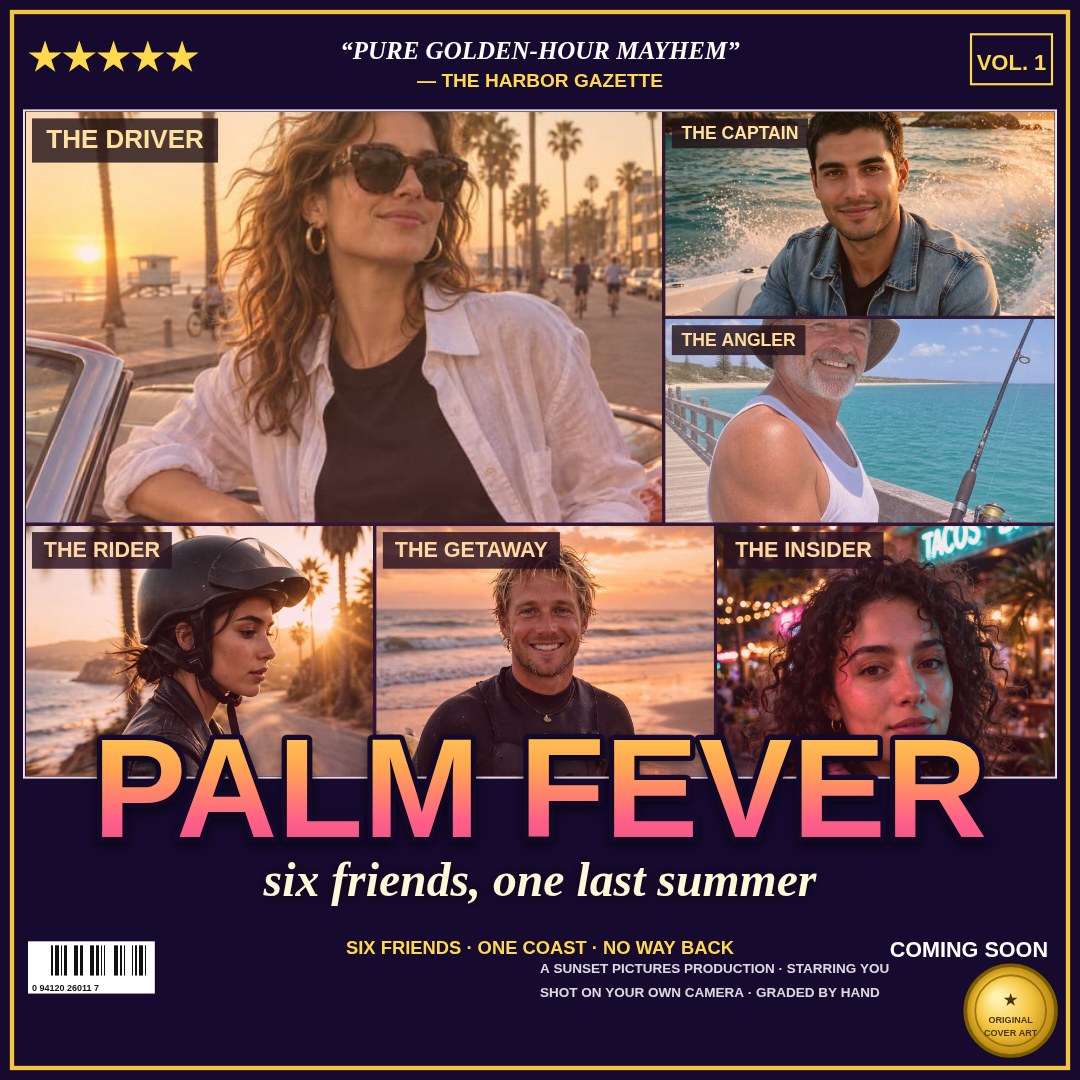 ★★★★★
“PURE GOLDEN-HOUR MAYHEM”
— THE HARBOR GAZETTE
VOL. 1
THE DRIVER
THE CAPTAIN
THE ANGLER
THE RIDER
THE GETAWAY
THE INSIDER
TACOS
PALM FEVER
six friends, one last summer
SIX FRIENDS · ONE COAST · NO WAY BACK
A SUNSET PICTURES PRODUCTION · STARRING YOU
SHOT ON YOUR OWN CAMERA · GRADED BY HAND
0 94120 26011 7
COMING SOON
★
ORIGINAL
COVER ART